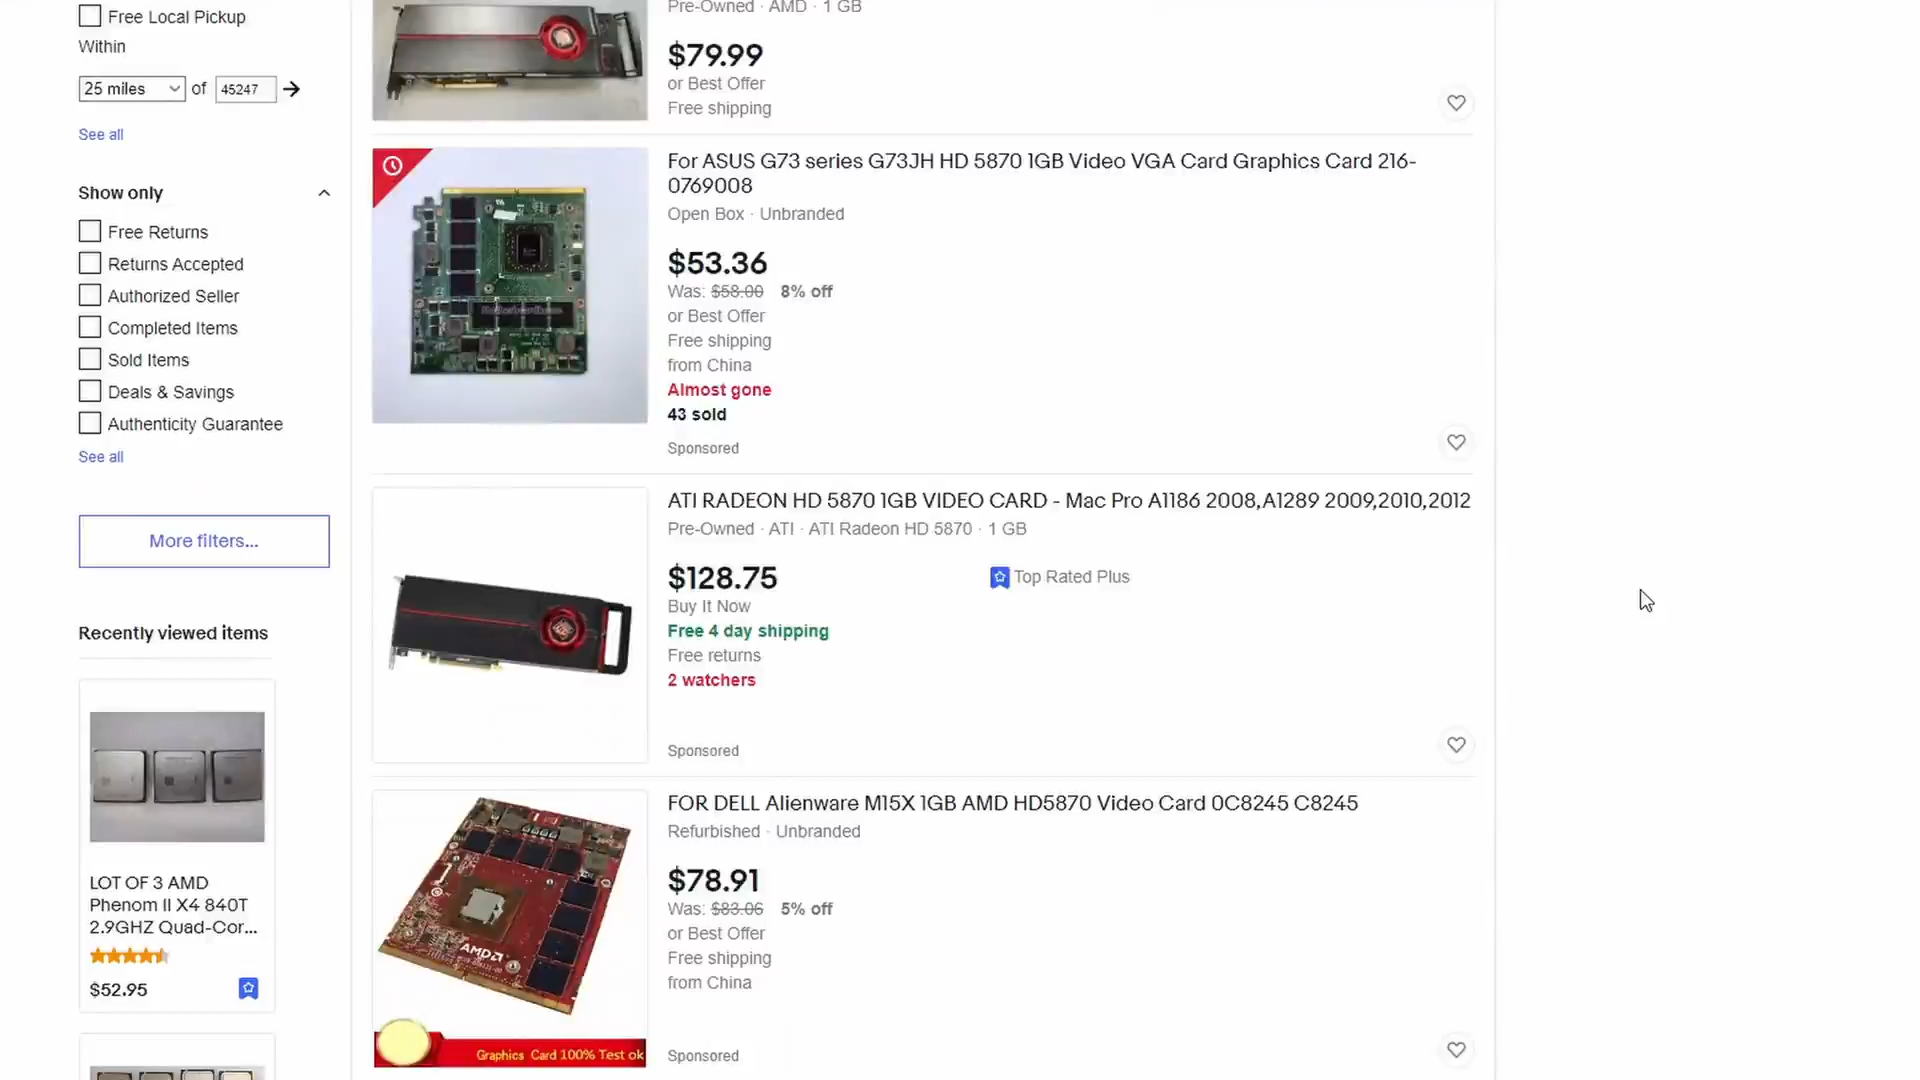 Free Local Pickup
Within
25 miles of 45247
See all
Show only
Free Returns
Returns Accepted
Authorized Seller
Completed Items
Sold Items
Deals & Savings
Authenticity Guarantee
See all
More filters...
Recently viewed items
LOT OF 3 AMD
Phenom II X4 840T
2.9GHZ Quad-Cor...
$52.95
Pre-Owned · AMD · 1 GB
$79.99
or Best Offer
Free shipping
For ASUS G73 series G73JH HD 5870 1GB Video VGA Card Graphics Card 216-
0769008
Open Box · Unbranded
$53.36
Was: $58.00 8% off
or Best Offer
Free shipping
from China
Almost gone
43 sold
Sponsored
ATI RADEON HD 5870 1GB VIDEO CARD - Mac Pro A1186 2008,A1289 2009,2010,2012
Pre-Owned · ATI · ATI Radeon HD 5870 · 1 GB
$128.75
Top Rated Plus
Buy It Now
Free 4 day shipping
Free returns
2 watchers
Sponsored
AMD
Graphics Card 100% Test ok
FOR DELL Alienware M15X 1GB AMD HD5870 Video Card 0C8245 C8245
Refurbished · Unbranded
$78.91
Was: $83.06 5% off
or Best Offer
Free shipping
from China
Sponsored